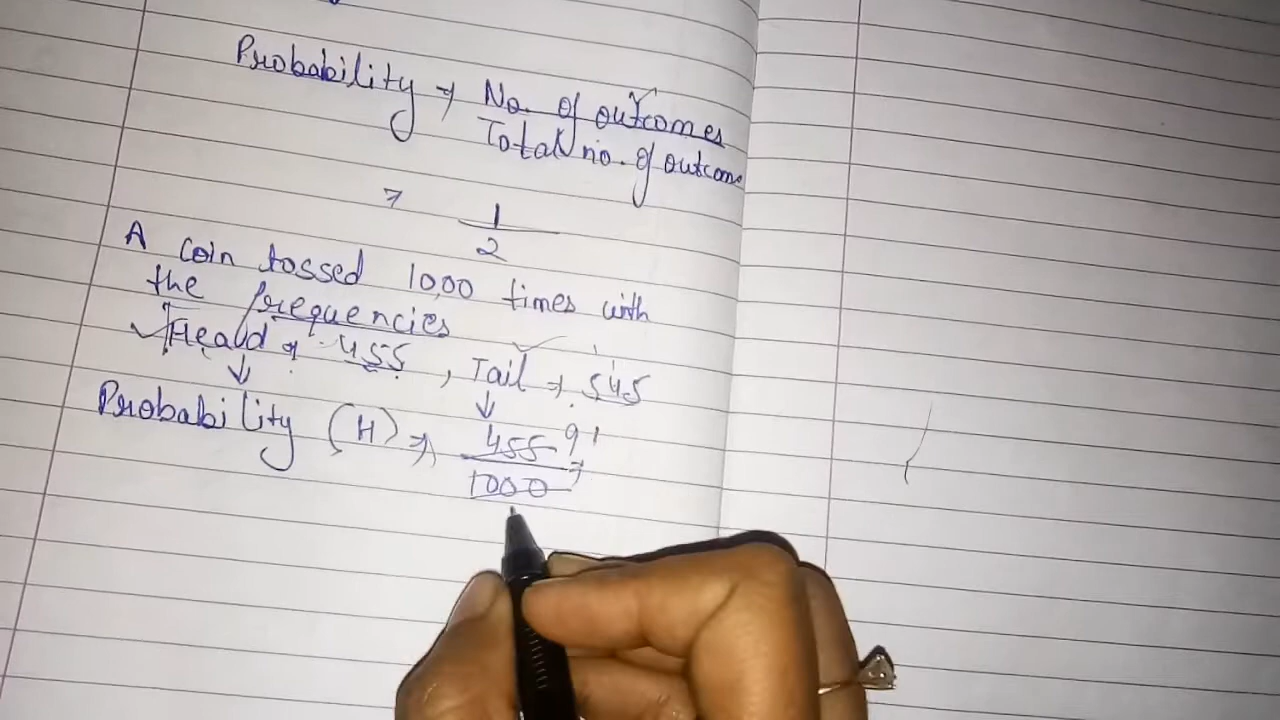 Probability → No. of outcomes
Total no. of outcome
→ 1
2
A Coin tossed 10,00 times with
the frequencies
Head → 455, Tail → 545
Probability (H) → 455 91
1000